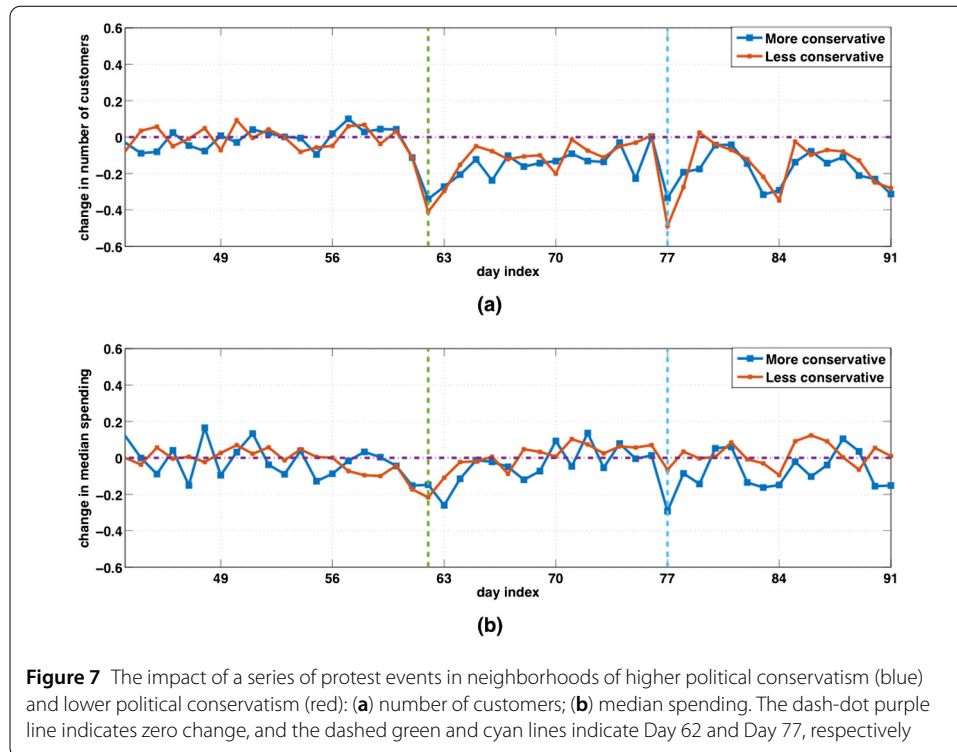 0.6
0.4
0.2
0
−0.2
−0.4
−0.6
change in number of customers
More conservative
Less conservative
49 56 63 70 77 84 91
day index
(a)
0.6
0.4
0.2
0
−0.2
−0.4
−0.6
change in median spending
More conservative
Less conservative
49 56 63 70 77 84 91
day index
(b)
Figure 7 The impact of a series of protest events in neighborhoods of higher political conservatism (blue)
and lower political conservatism (red): (a) number of customers; (b) median spending. The dash-dot purple
line indicates zero change, and the dashed green and cyan lines indicate Day 62 and Day 77, respectively